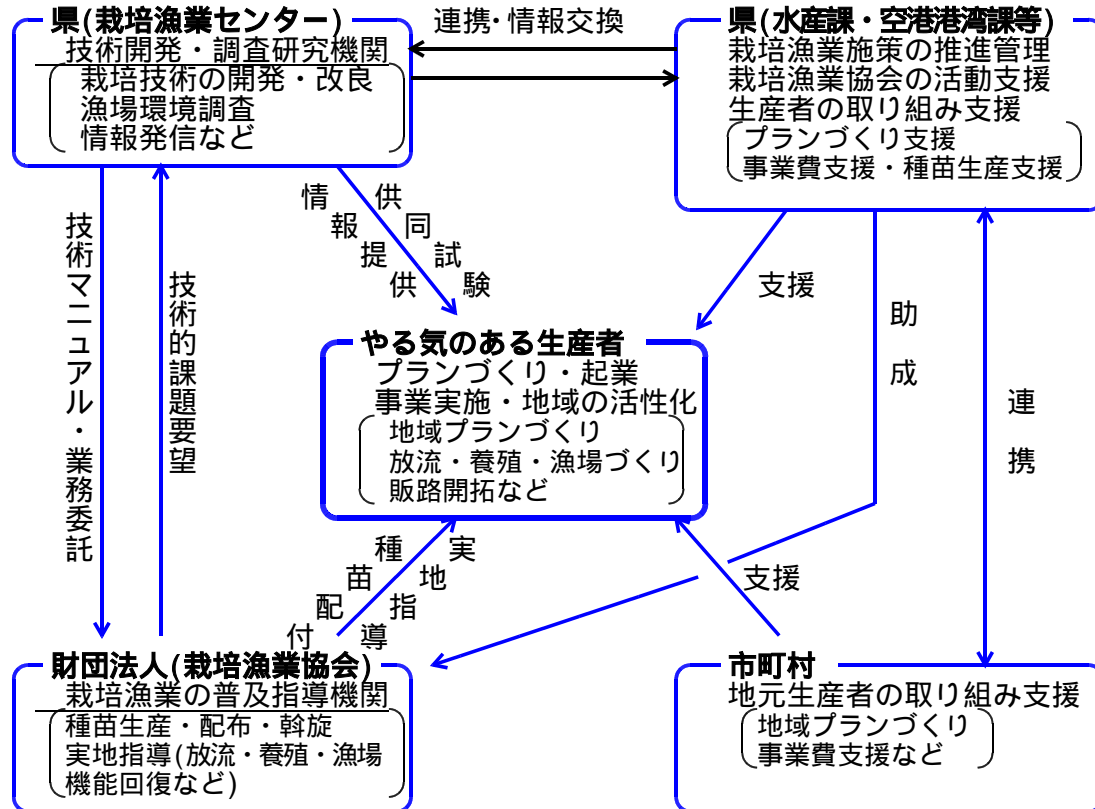 県(栽培漁業センター)
技術開発・調査研究機関
栽培技術の開発・改良
漁場環境調査
情報発信など
連携・情報交換
県(水産課・空港港湾課等)
栽培漁業施策の推進管理
栽培漁業協会の活動支援
生産者の取り組み支援
プランづくり支援
事業費支援・種苗生産支援
技術マニュアル・業務委託
技術的課題要望
情報提供
供同試験
支援
助成
連携
やる気のある生産者
プランづくり・起業
事業実施・地域の活性化
地域プランづくり
放流・養殖・漁場づくり
販路開拓など
種苗配付
実地指導
支援
財団法人(栽培漁業協会)
栽培漁業の普及指導機関
種苗生産・配布・斡旋
実地指導(放流・養殖・漁場
機能回復など)
市町村
地元生産者の取り組み支援
地域プランづくり
事業費支援など